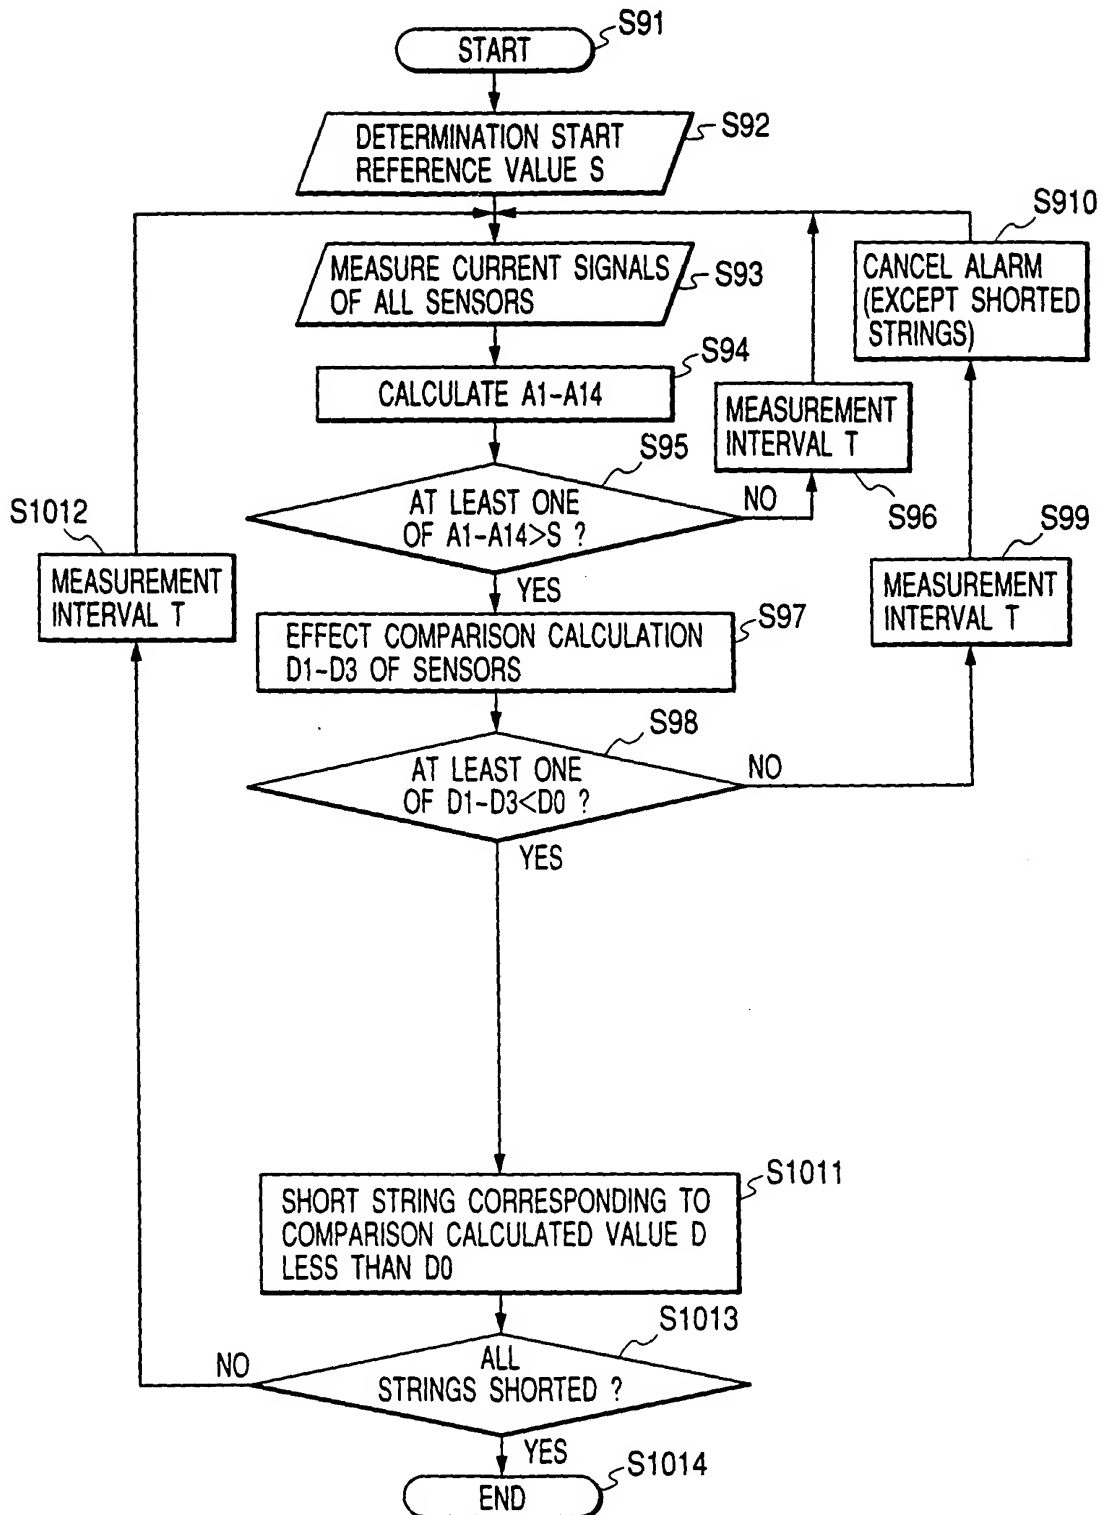 START
S91
DETERMINATION START
REFERENCE VALUE S
S92
MEASURE CURRENT SIGNALS
OF ALL SENSORS
S93
S910
CANCEL ALARM
(EXCEPT SHORTED
STRINGS)
CALCULATE A1-A14
S94
MEASUREMENT
INTERVAL T
S96
S95
AT LEAST ONE
OF A1-A14>S ?
NO
YES
S1012
MEASUREMENT
INTERVAL T
S99
MEASUREMENT
INTERVAL T
EFFECT COMPARISON CALCULATION
D1-D3 OF SENSORS
S97
S98
AT LEAST ONE
OF D1-D3<D0 ?
NO
YES
SHORT STRING CORRESPONDING TO
COMPARISON CALCULATED VALUE D
LESS THAN D0
S1011
S1013
ALL
STRINGS SHORTED ?
NO
YES
END
S1014